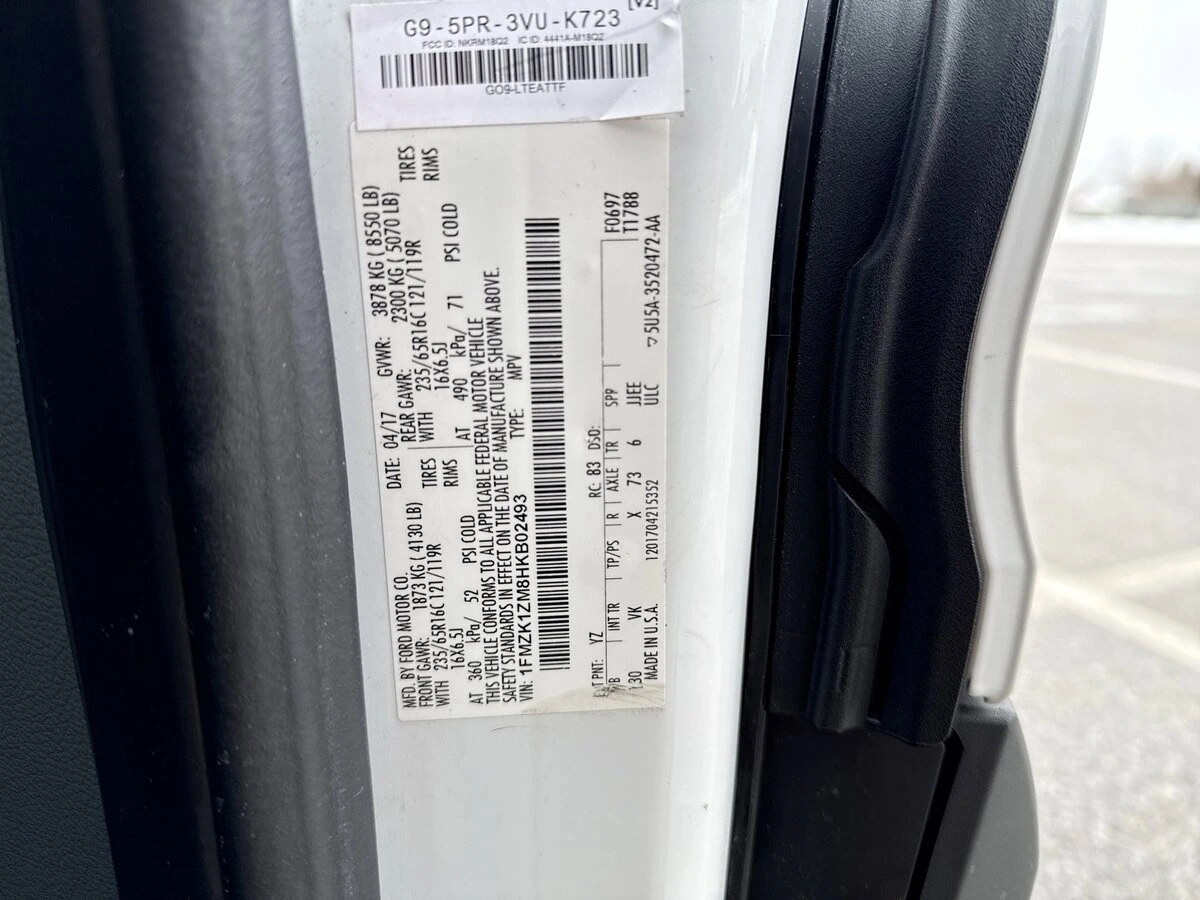 [V2]
G9-5PR-3VU-K723
FCC ID: NKRM18Q2 IC ID: 4441A-M18Q2
GO9-LTEATTF
MFD. BY FORD MOTOR CO. DATE: 04/17 GVWR: 3878 KG ( 8550 LB)
FRONT GAWR: 1873 KG ( 4130 LB) REAR GAWR: 2300 KG ( 5070 LB)
WITH 235/65R16C 121/119R TIRES WITH 235/65R16C 121/119R TIRES
16X6.5J RIMS 16X6.5J RIMS
AT 360 kPa/ 52 PSI COLD AT 490 kPa/ 71 PSI COLD
THIS VEHICLE CONFORMS TO ALL APPLICABLE FEDERAL MOTOR VEHICLE
SAFETY STANDARDS IN EFFECT ON THE DATE OF MANUFACTURE SHOWN ABOVE.
VIN: 1FMZK1ZM8HKB02493 TYPE: MPV
PNT: YZ RC: 83 DSO: F0697
B INT TR TP/PS R AXLE TR SPP T1788
130 VK X 73 6 JJEE
MADE IN U.S.A. 1201704215352 ULC 5U5A-3520472-AA